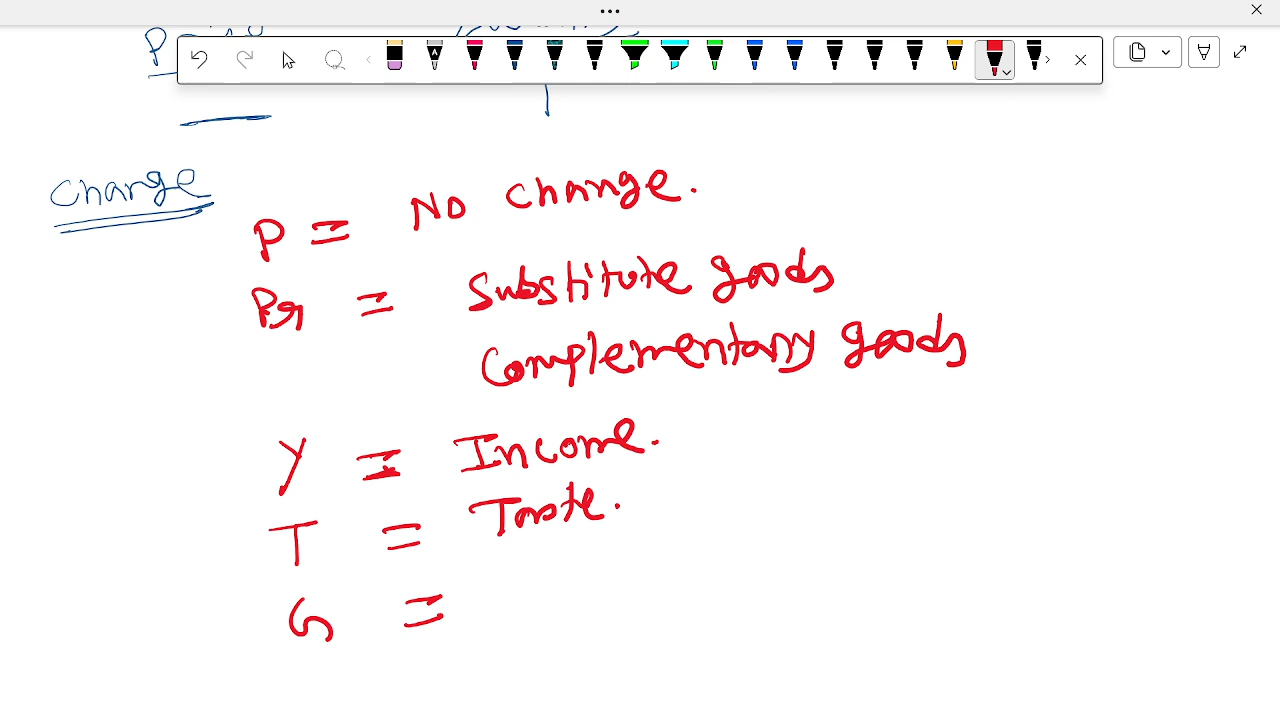 Change
P = No change.
Pr = Substitute goods
Complementary goods
Y = Income.
T = Taste.
G =